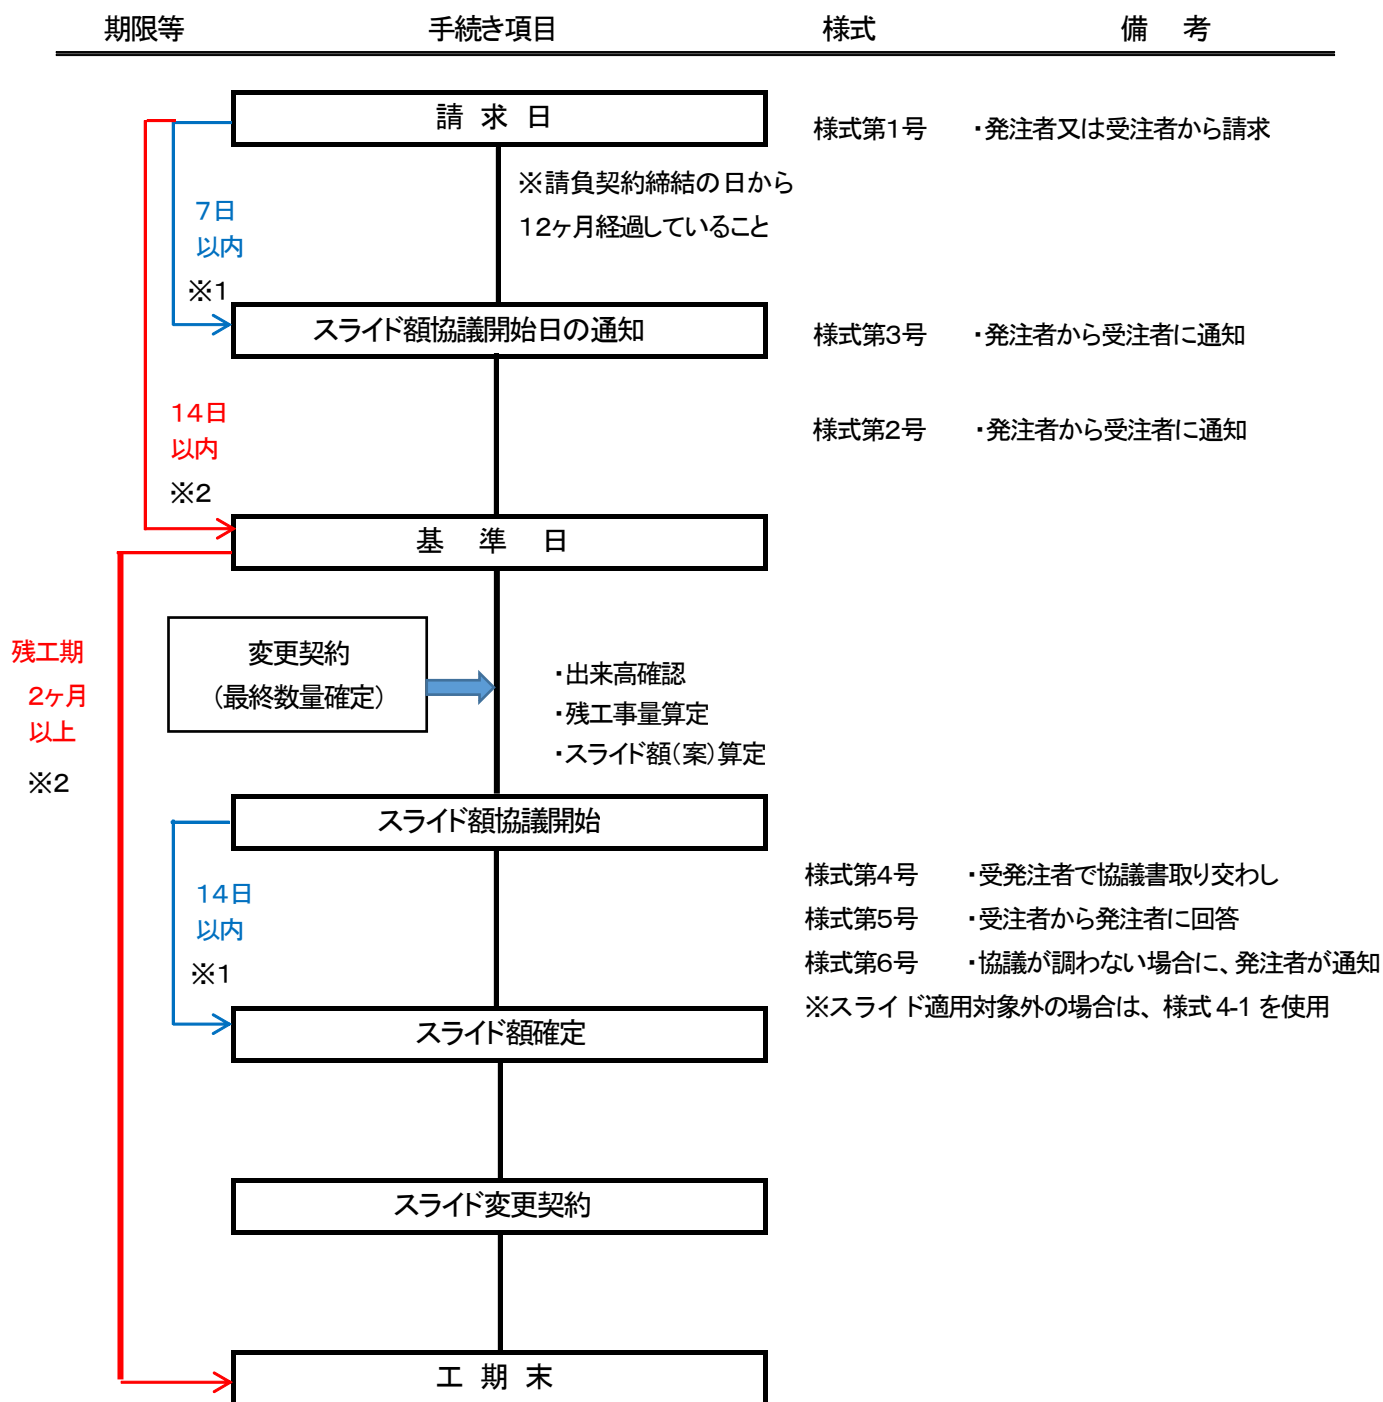 期限等　手続き項目　様式　備　考
請　求　日
様式第1号　・発注者又は受注者から請求
※請負契約締結の日から
12ヶ月経過していること
7日
以内
※1
スライド額協議開始日の通知
様式第3号　・発注者から受注者に通知
14日
以内
※2
様式第2号　・発注者から受注者に通知
基　準　日
残工期
2ヶ月
以上
※2
変更契約
（最終数量確定）
・出来高確認
・残工事量算定
・スライド額（案）算定
スライド額協議開始
14日
以内
※1
様式第4号　・受発注者で協議書取り交わし
様式第5号　・受注者から発注者に回答
様式第6号　・協議が調わない場合に、発注者が通知
※スライド適用対象外の場合は、様式 4-1 を使用
スライド額確定
スライド変更契約
工　期　末